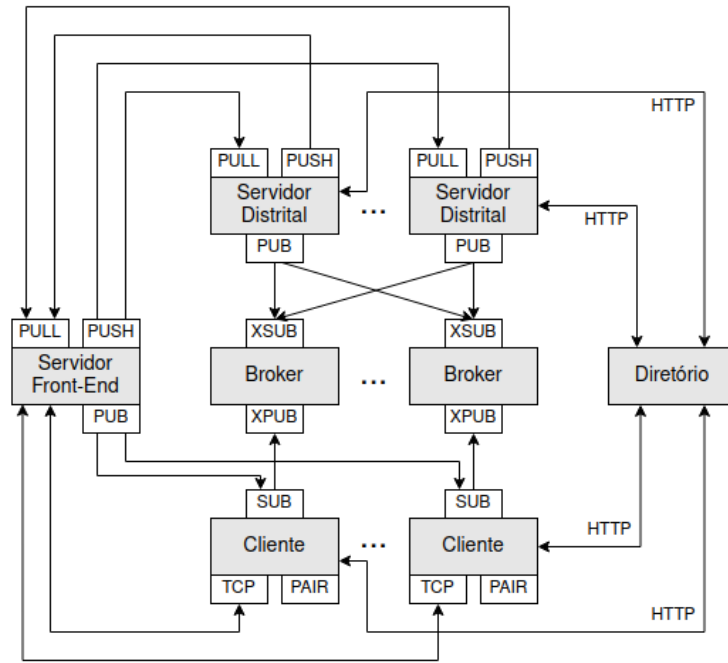 HTTP
PULL PUSH PULL PUSH
Servidor
Distrital
...
Servidor
Distrital
HTTP
PUB PUB
PULL PUSH XSUB XSUB
Servidor
Front-End
Broker
...
Broker
Diretório
PUB XPUB XPUB
SUB SUB
HTTP
Cliente
...
Cliente
TCP PAIR TCP PAIR
HTTP